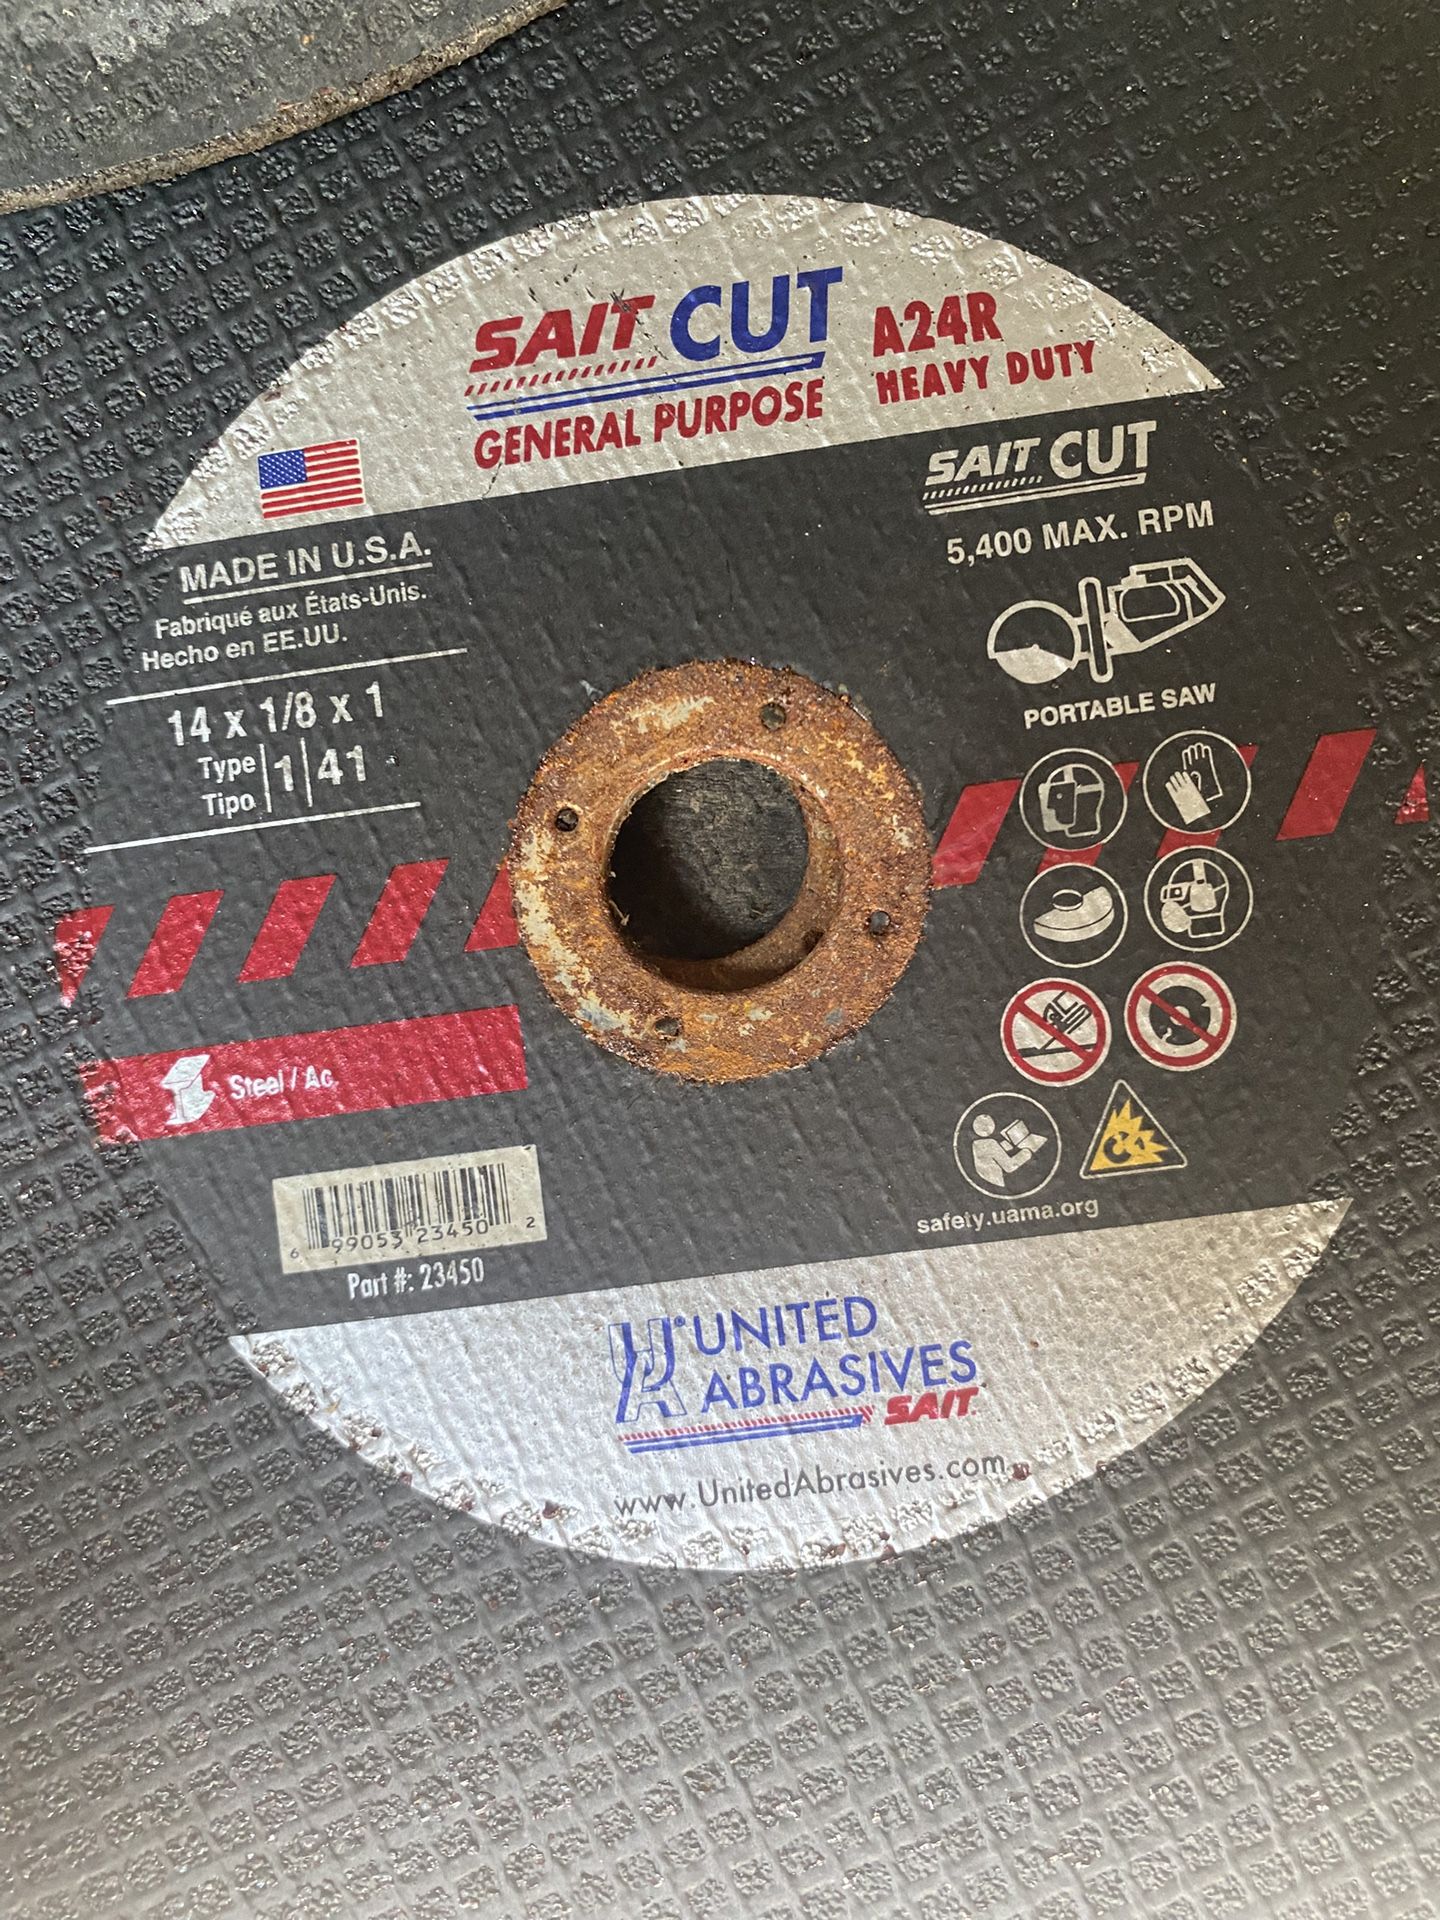 SAIT CUT
GENERAL PURPOSE
A24R
HEAVY DUTY
MADE IN U.S.A.
Fabriqué aux États-Unis.
Hecho en EE.UU.
14 x 1/8 x 1
Type
Tipo
1
41
Steel /
6 99053 23450 2
Part #: 23450
SAIT CUT
5,400 MAX. RPM
PORTABLE SAW
safety.uama.org
UA® UNITED
ABRASIVES
SAIT
www.UnitedAbrasives.com